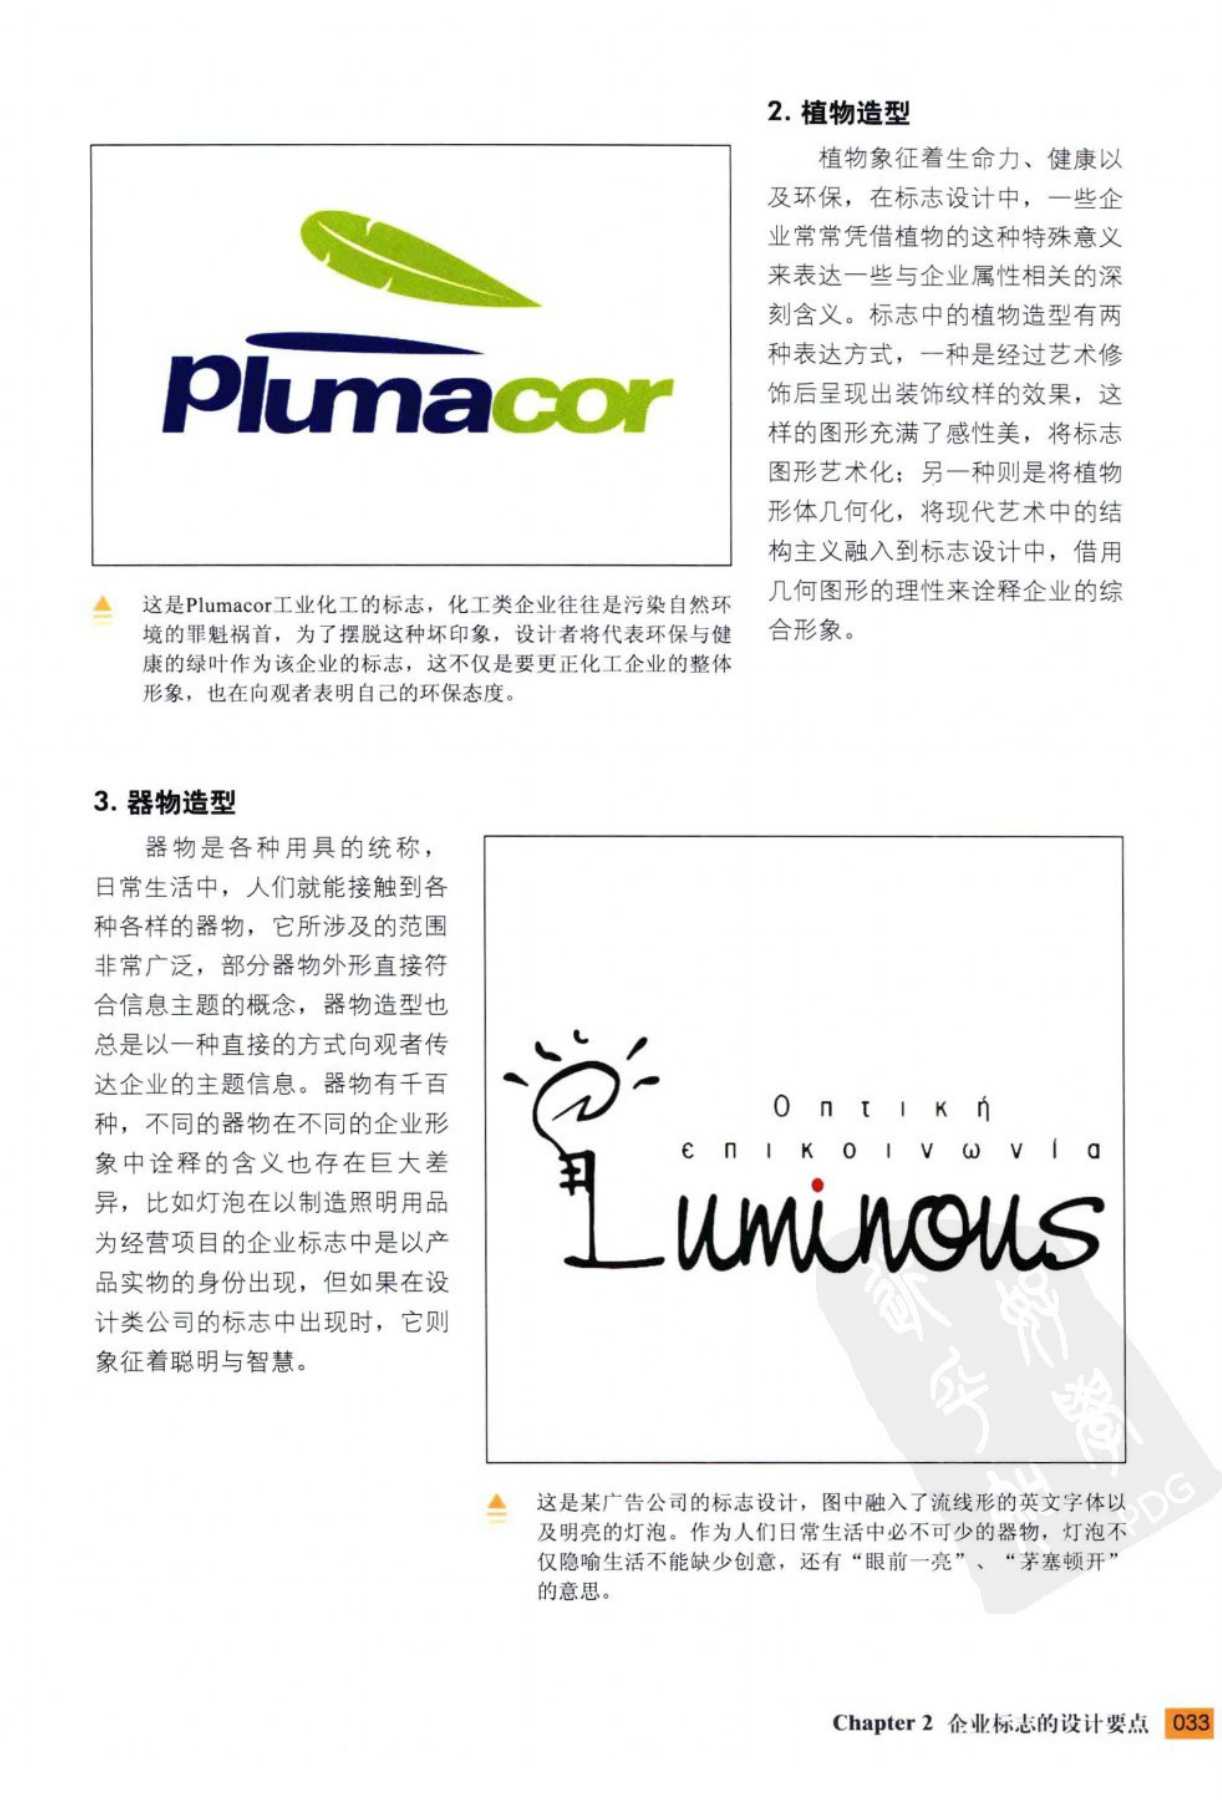 2. 植物造型
植物象征着生命力、健康以
及环保，在标志设计中，一些企
业常常凭借植物的这种特殊意义
来表达一些与企业属性相关的深
刻含义。标志中的植物造型有两
种表达方式，一种是经过艺术修
饰后呈现出装饰纹样的效果，这
样的图形充满了感性美，将标志
图形艺术化；另一种则是将植物
形体几何化，将现代艺术中的结
构主义融入到标志设计中，借用
几何图形的理性来诠释企业的综
合形象。
Plumacor
这是Plumacor工业化工的标志，化工类企业往往是污染自然环
境的罪魁祸首，为了摆脱这种坏印象，设计者将代表环保与健
康的绿叶作为该企业的标志，这不仅是要更正化工企业的整体
形象，也在向观者表明自己的环保态度。
3. 器物造型
器物是各种用具的统称，
日常生活中，人们就能接触到各
种各样的器物，它所涉及的范围
非常广泛，部分器物外形直接符
合信息主题的概念，器物造型也
总是以一种直接的方式向观者传
达企业的主题信息。器物有千百
种，不同的器物在不同的企业形
象中诠释的含义也存在巨大差
异，比如灯泡在以制造照明用品
为经营项目的企业标志中是以产
品实物的身份出现，但如果在设
计类公司的标志中出现时，它则
象征着聪明与智慧。
Οπτική
επικοινωνία
Luminous
这是某广告公司的标志设计，图中融入了流线形的英文字体以
及明亮的灯泡。作为人们日常生活中必不可少的器物，灯泡不
仅隐喻生活不能缺少创意，还有“眼前一亮”、“茅塞顿开”
的意思。
PDG
Chapter 2 企业标志的设计要点 033